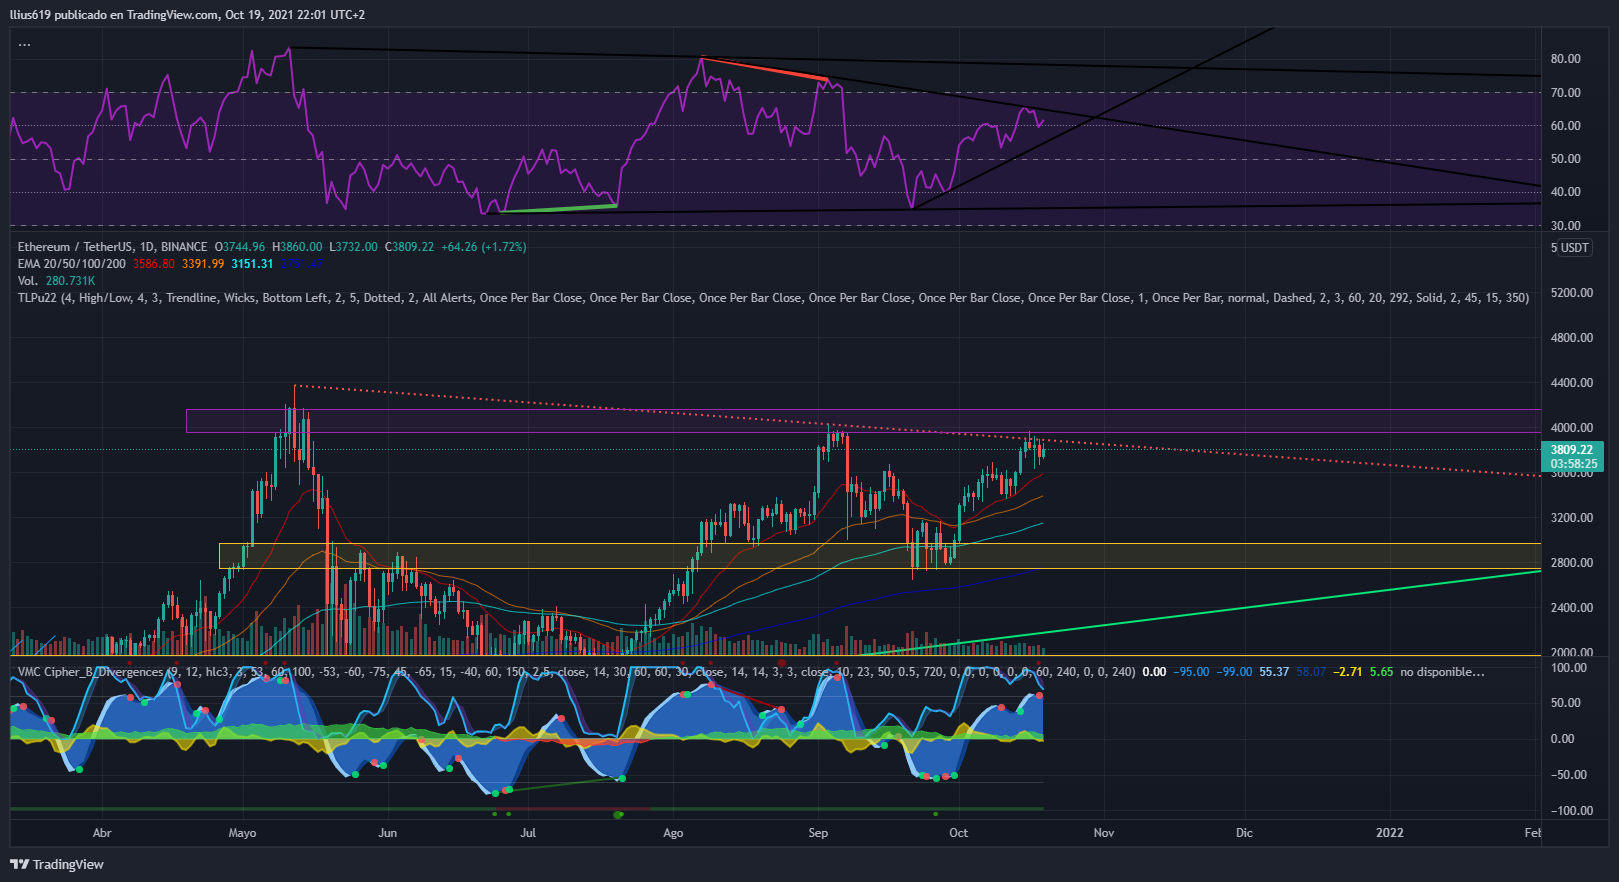 llius619 publicado en TradingView.com, Oct 19, 2021 22:01 UTC+2
...
80.00
70.00
60.00
50.00
40.00
30.00
Ethereum / TetherUS, 1D, BINANCE O3744.96 H3860.00 L3732.00 C3809.22 +64.26 (+1.72%)
5 USDT
EMA 20/50/100/200 3586.80 3391.99 3151.31
Vol. 280.731K
TLPu22 (4, High/Low, 4, 3, Trendline, Wicks, Bottom Left, 2, 5, Dotted, 2, All Alerts, Once Per Bar Close, Once Per Bar Close, Once Per Bar Close, Once Per Bar Close, Once Per Bar Close, Once Per Bar Close, 1, Once Per Bar, normal, Dashed, 2, 3, 60, 20, 292, Solid, 2, 45, 15, 350)
5200.00
4800.00
4400.00
4000.00
3809.22
03:58:25
3600.00
3200.00
2800.00
2400.00
2000.00
VMC Cipher_B_Divergences (9, 12, hlc3, 3, 53, 60, 100, -53, -60, -75, -45, -65, 15, -40, 60, 150, 2.5, close, 14, 30, 60, 60, 30, close, 14, 14, 3, 3, close, 10, 23, 50, 0.5, 720, 0, 0, 0, 0, 0, 0, 60, 240, 0, 0, 240) 0.00 −95.00 −99.00 55.37 58.07 −2.71 5.65 no disponible...
100.00
50.00
0.00
−50.00
−100.00
Abr Mayo Jun Jul Ago Sep Oct Nov Dic 2022 Feb
TradingView